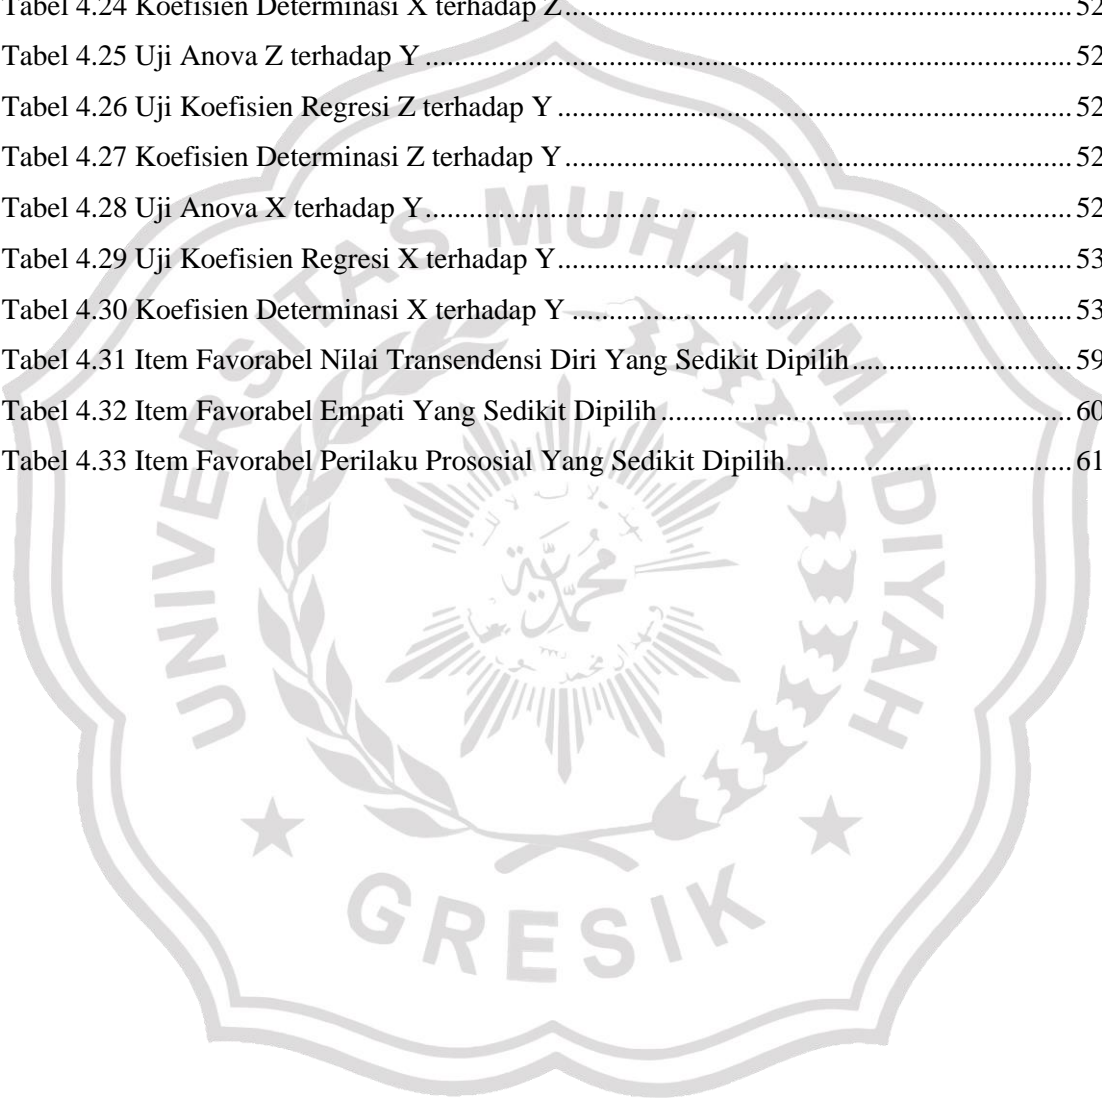 Tabel 4.24 Koefisien Determinasi X terhadap Z.......................................................................... 52
Tabel 4.25 Uji Anova Z terhadap Y............................................................................................. 52
Tabel 4.26 Uji Koefisien Regresi Z terhadap Y........................................................................... 52
Tabel 4.27 Koefisien Determinasi Z terhadap Y.......................................................................... 52
Tabel 4.28 Uji Anova X terhadap Y............................................................................................ 52
Tabel 4.29 Uji Koefisien Regresi X terhadap Y........................................................................... 53
Tabel 4.30 Koefisien Determinasi X terhadap Y......................................................................... 53
Tabel 4.31 Item Favorabel Nilai Transendensi Diri Yang Sedikit Dipilih................................. 59
Tabel 4.32 Item Favorabel Empati Yang Sedikit Dipilih............................................................ 60
Tabel 4.33 Item Favorabel Perilaku Prososial Yang Sedikit Dipilih.......................................... 61
UNIVERSITAS MUHAMMADIYAH
GRESIK